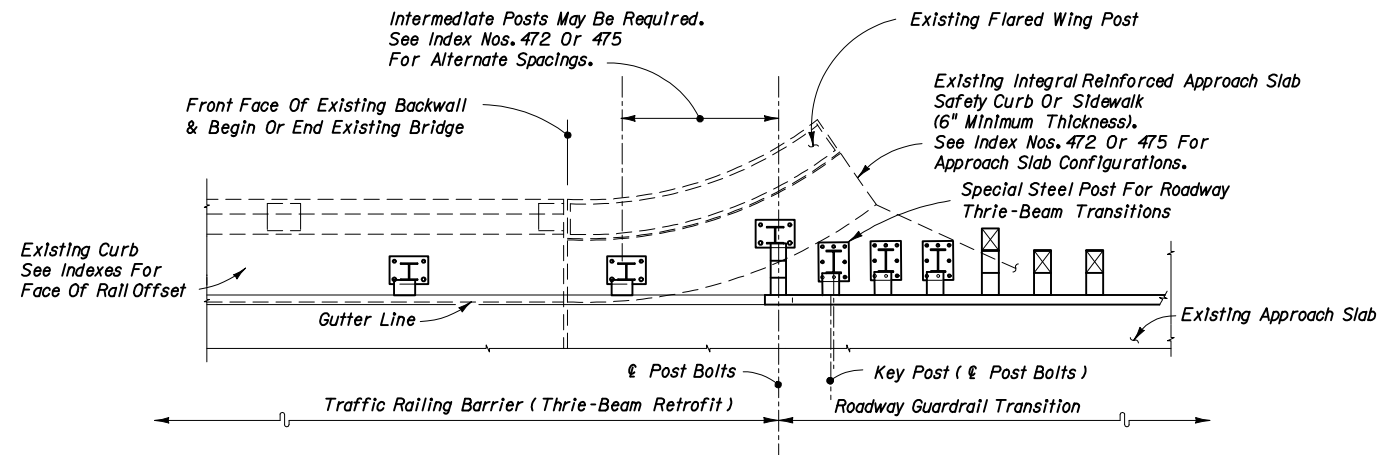 Intermediate Posts May Be Required.
See Index Nos. 472 Or 475
For Alternate Spacings.
Existing Flared Wing Post
Front Face Of Existing Backwall
& Begin Or End Existing Bridge
Existing Integral Reinforced Approach Slab
Safety Curb Or Sidewalk
(6" Minimum Thickness).
See Index Nos. 472 Or 475 For
Approach Slab Configurations.
Special Steel Post For Roadway
Thrie-Beam Transitions
Existing Curb
See Indexes For
Face Of Rail Offset
Gutter Line
Existing Approach Slab
℄ Post Bolts
Key Post ( ℄ Post Bolts )
Traffic Railing Barrier ( Thrie-Beam Retrofit )
Roadway Guardrail Transition